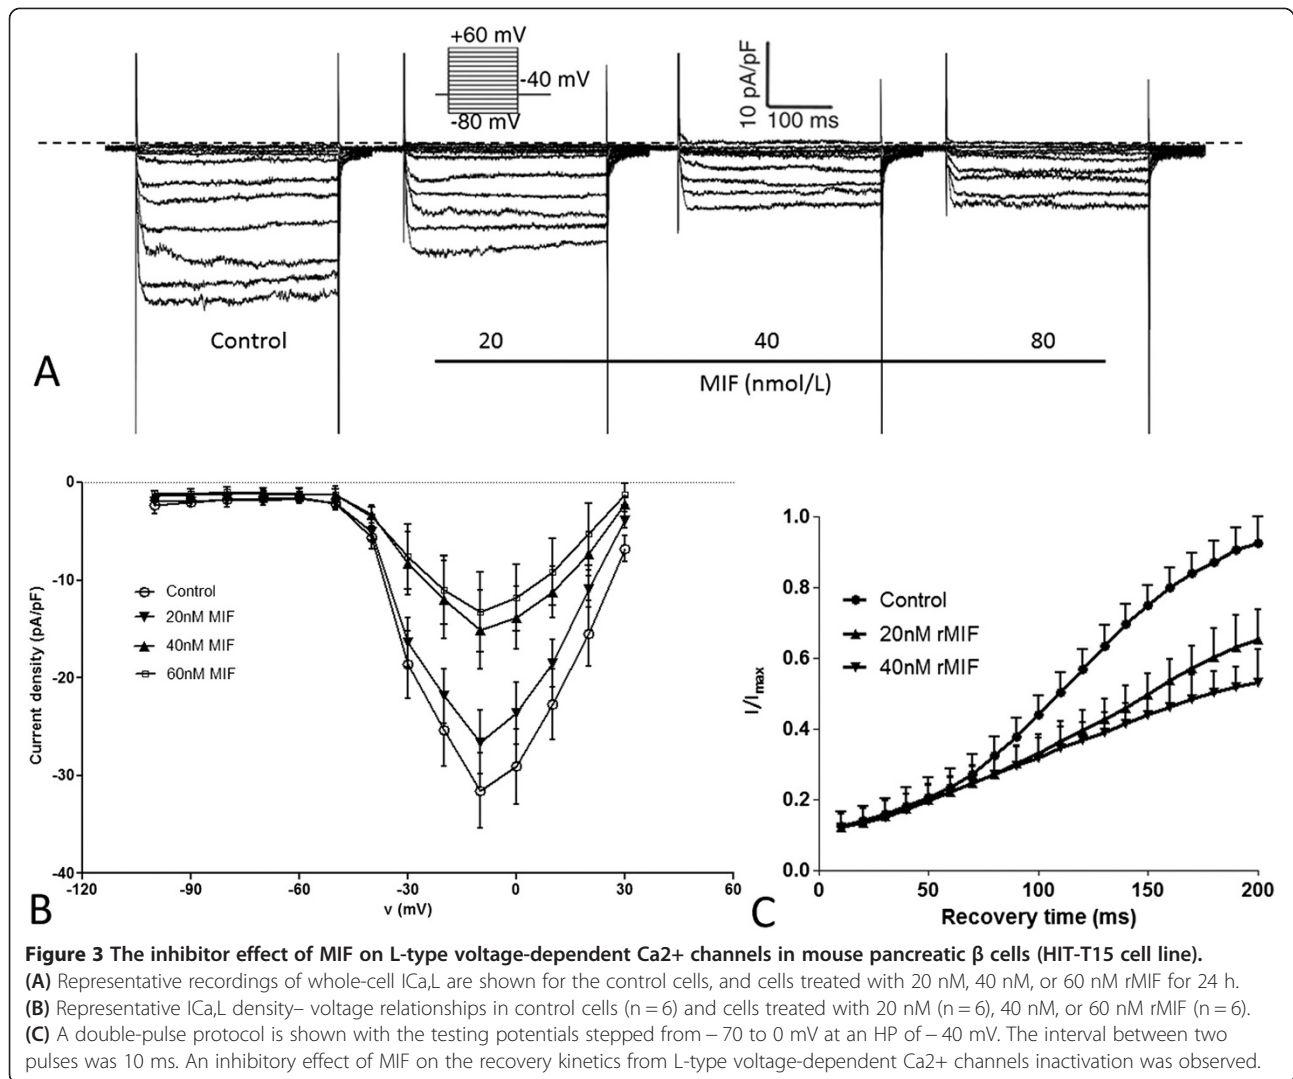 +60 mV
-40 mV
-80 mV
10 pA/pF
100 ms
Control
20
40
80
MIF (nmol/L)
A
0
-10
-20
-30
-40
Current density (pA/pF)
Control
20nM MIF
40nM MIF
60nM MIF
-120
-90
-60
-30
0
30
60
v (mV)
B
1.0
0.8
0.6
0.4
0.2
0.0
I/Imax
Control
20nM rMIF
40nM rMIF
0
50
100
150
200
Recovery time (ms)
C
Figure 3 The inhibitor effect of MIF on L-type voltage-dependent Ca2+ channels in mouse pancreatic β cells (HIT-T15 cell line).
(A) Representative recordings of whole-cell ICa,L are shown for the control cells, and cells treated with 20 nM, 40 nM, or 60 nM rMIF for 24 h.
(B) Representative ICa,L density– voltage relationships in control cells (n = 6) and cells treated with 20 nM (n = 6), 40 nM, or 60 nM rMIF (n = 6).
(C) A double-pulse protocol is shown with the testing potentials stepped from − 70 to 0 mV at an HP of − 40 mV. The interval between two
pulses was 10 ms. An inhibitory effect of MIF on the recovery kinetics from L-type voltage-dependent Ca2+ channels inactivation was observed.